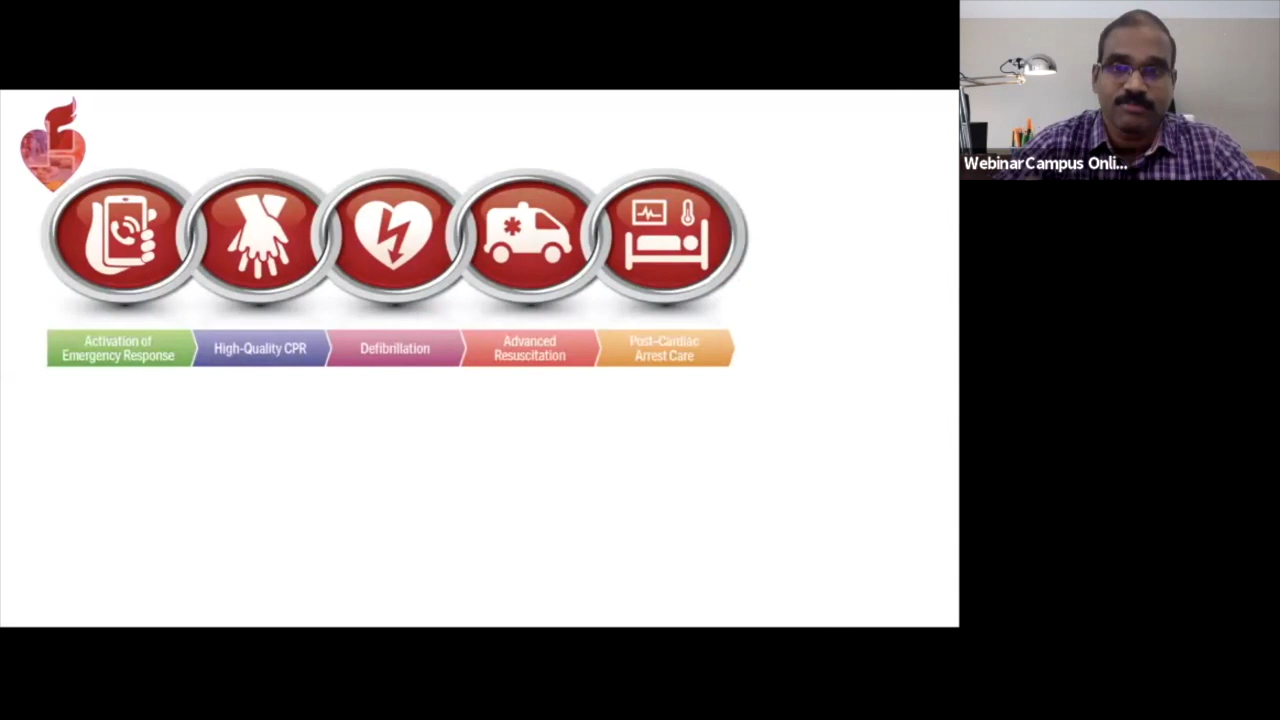 WebinarCampus Onli...
Activation of
Emergency Response
High-Quality CPR
Defibrillation
Advanced
Resuscitation
Post-Cardiac
Arrest Care